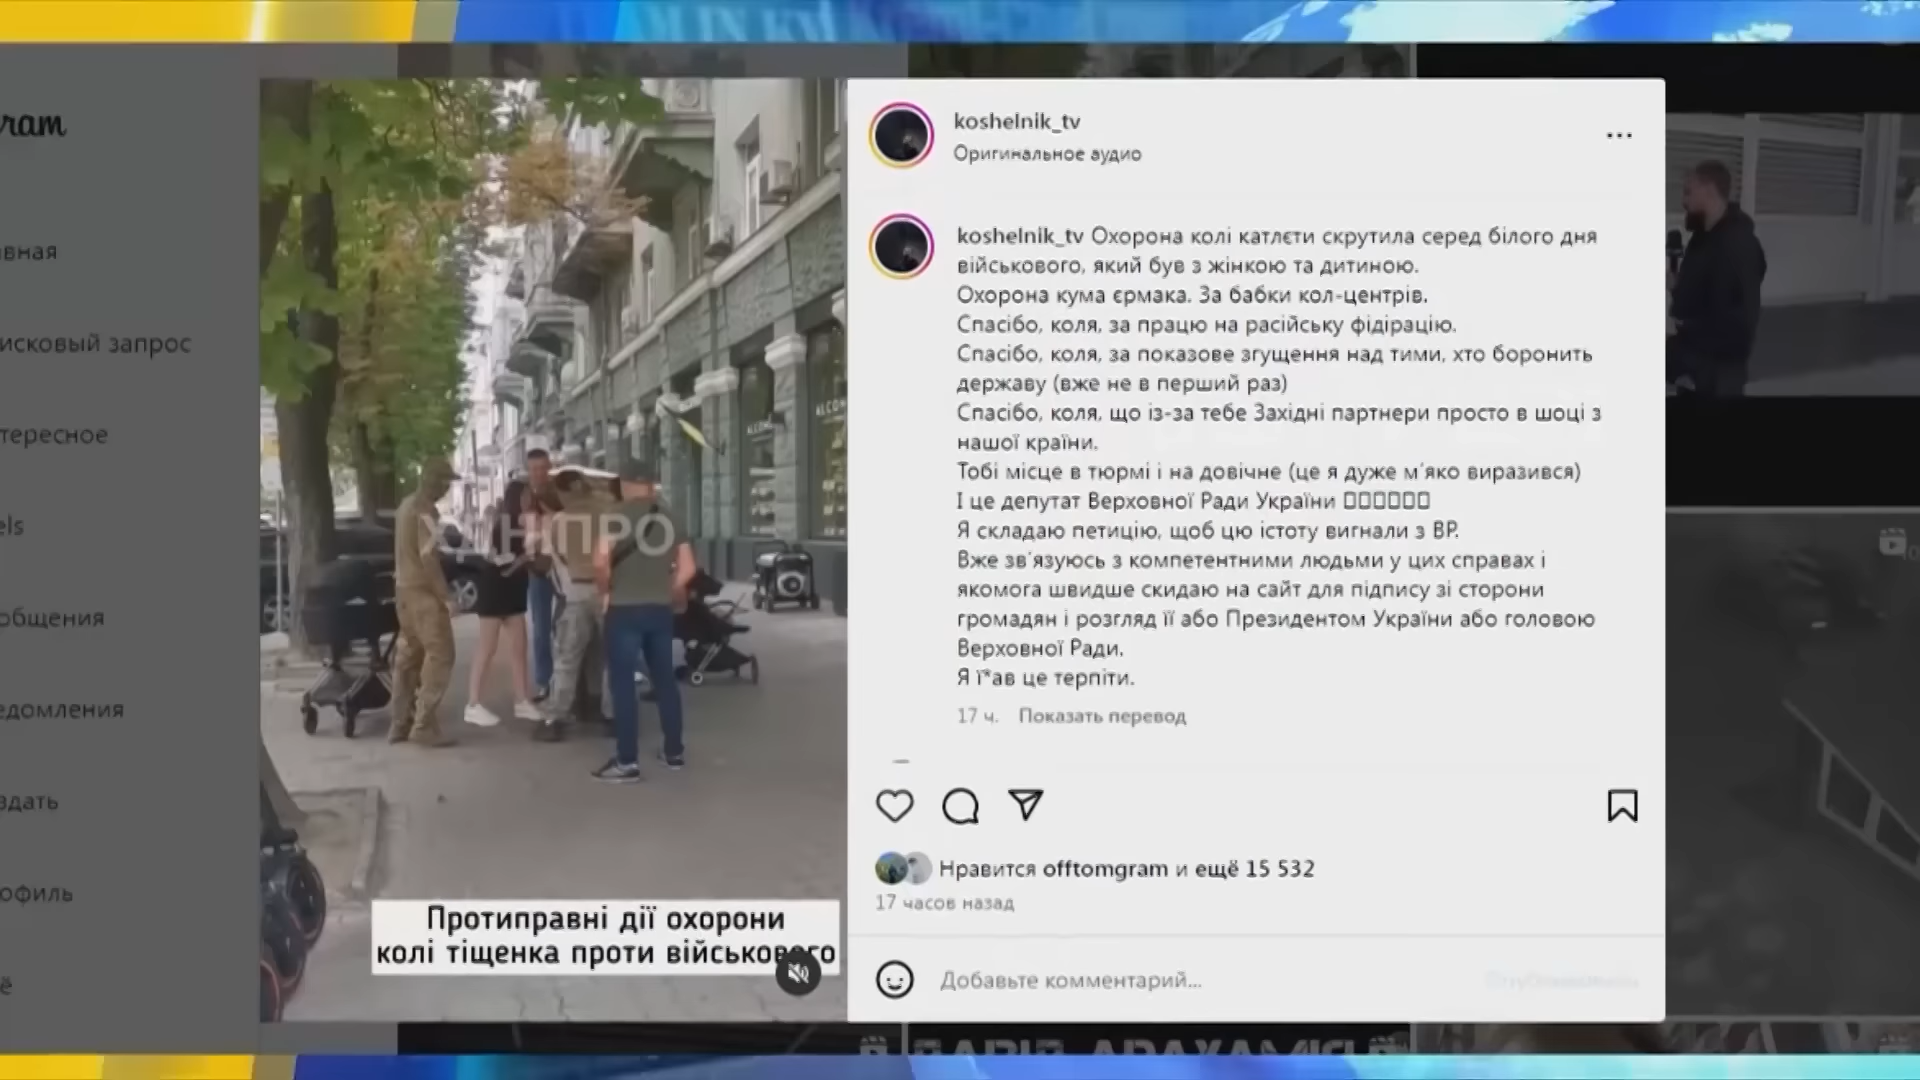 ram
авная
исковый запрос
тересное
els
общения
едомления
здать
офиль
ё
ALCOH
ALCO
ХДНІПРО
Протиправні дії охорони
колі тіщенка проти військового
koshelnik_tv
Оригинальное аудио
koshelnik_tv Охорона колі катлєти скрутила серед білого дня
військового, який був з жінкою та дитиною.
Охорона кума єрмака. За бабки кол-центрів.
Спасібо, коля, за працю на расійську фідірацію.
Спасібо, коля, за показове згущення над тими, хто боронить
державу (вже не в перший раз)
Спасібо, коля, що із-за тебе Західні партнери просто в шоці з
нашої країни.
Тобі місце в тюрмі і на довічне (це я дуже м'яко виразився)
І це депутат Верховної Ради України
Я складаю петицію, щоб цю істоту вигнали з ВР.
Вже зв'язуюсь з компетентними людьми у цих справах і
якомога швидше скидаю на сайт для підпису зі сторони
громадян і розгляд її або Президентом України або головою
Верховної Ради.
Я ї*ав це терпіти.
17 ч. Показать перевод
Нравится offtomgram и ещё 15 532
17 часов назад
Добавьте комментарий...
Опубликовать